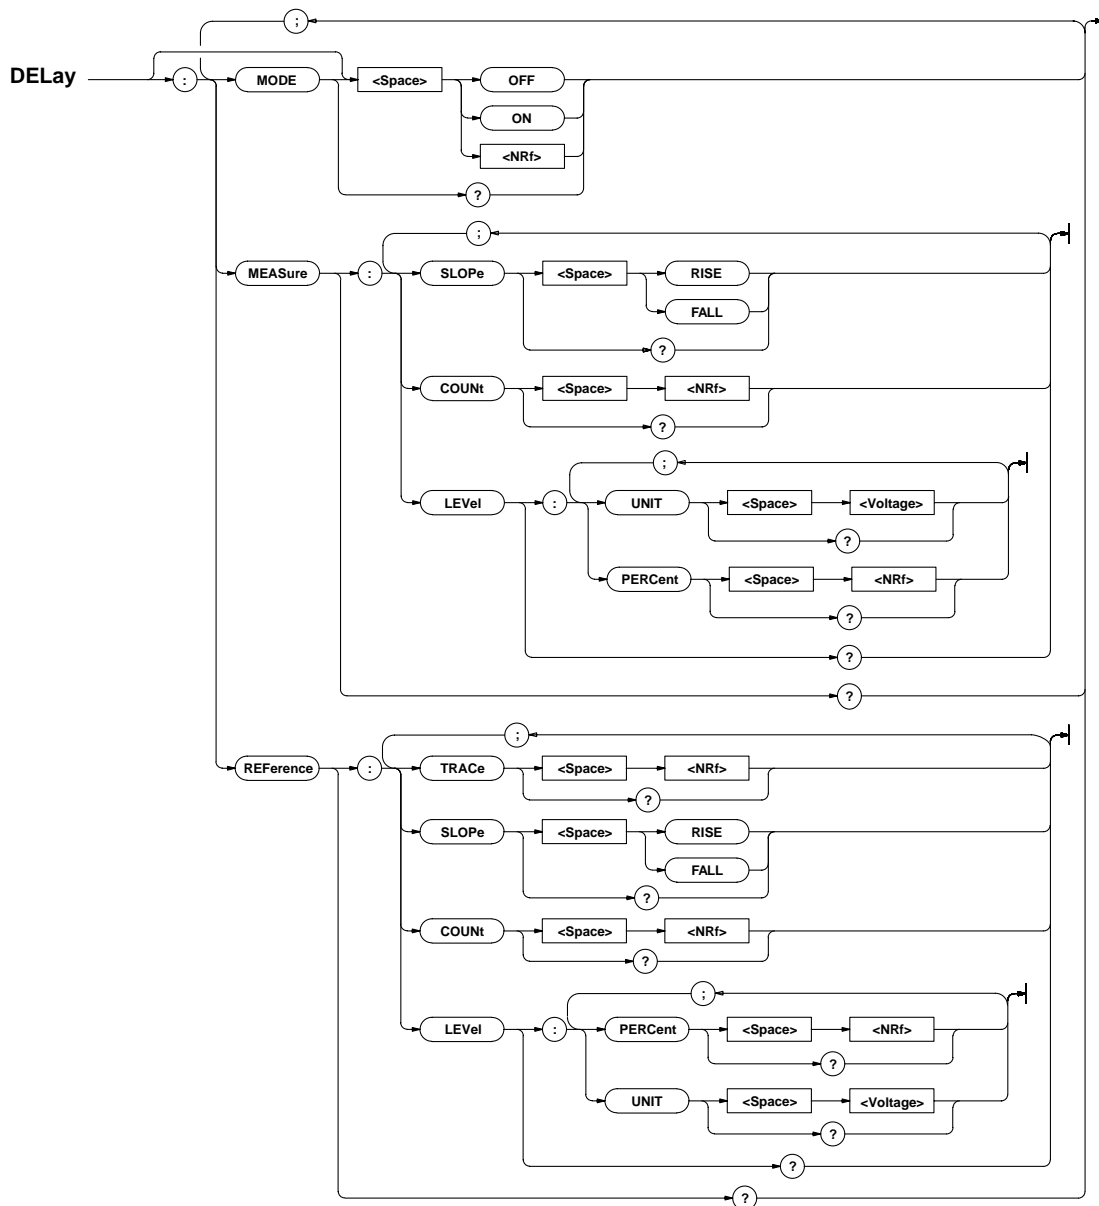 ;
DELay : MODE <Space> OFF
ON
<NRf>
?
;
MEASure : SLOPe <Space> RISE
FALL
?
COUNt <Space> <NRf>
?
;
LEVel : UNIT <Space> <Voltage>
?
PERCent <Space> <NRf>
?
?
?
;
REFerence : TRACe <Space> <NRf>
?
SLOPe <Space> RISE
FALL
?
COUNt <Space> <NRf>
?
;
LEVel : PERCent <Space> <NRf>
?
UNIT <Space> <Voltage>
?
?
?